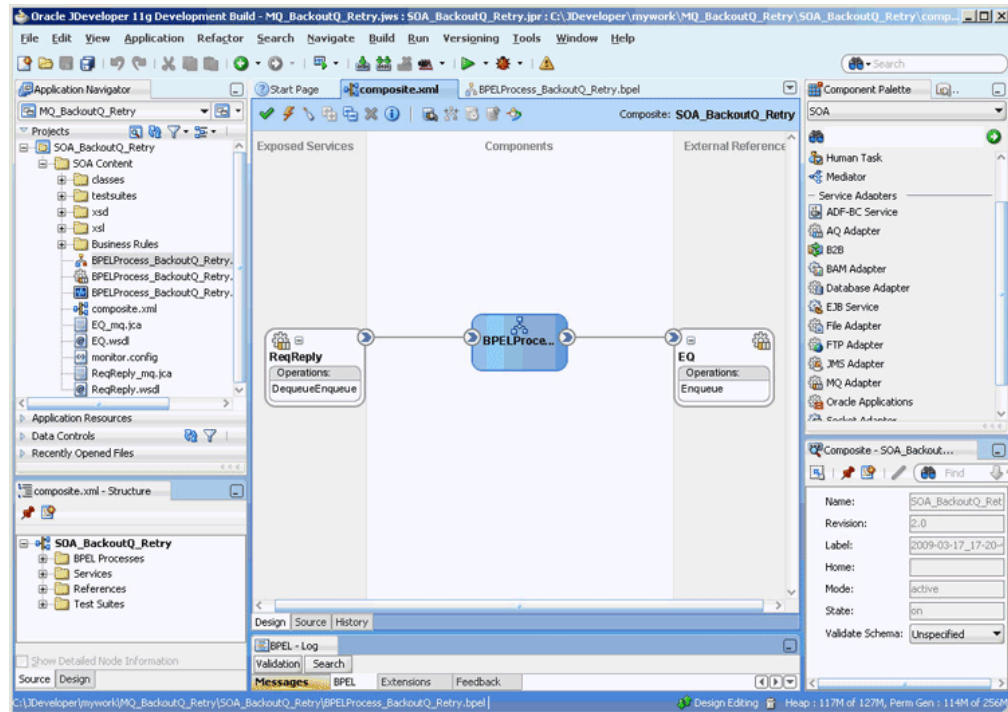 Oracle JDeveloper 11g Development Build - MQ_BackoutQ_Retry.jws : SOA_BackoutQ_Retry.jpr : C:\JDeveloper\mywork\MQ_BackoutQ_Retry\SOA_BackoutQ_Retry\comp...
File Edit View Application Refactor Search Navigate Build Run Versioning Tools Window Help
Search
Application Navigator
MQ_BackoutQ_Retry
Projects
SOA_BackoutQ_Retry
SOA Content
classes
testsuites
xsd
xsl
Business Rules
BPELProcess_BackoutQ_Retry.
BPELProcess_BackoutQ_Retry.
BPELProcess_BackoutQ_Retry.
composite.xml
EQ_mq.jca
EQ.wsdl
monitor.config
ReqReply_mq.jca
ReqReply.wsdl
Application Resources
Data Controls
Recently Opened Files
composite.xml - Structure
SOA_BackoutQ_Retry
BPEL Processes
Services
References
Test Suites
Show Detailed Node Information
Source Design
Start Page composite.xml BPELProcess_BackoutQ_Retry.bpel
Composite: SOA_BackoutQ_Retry
Exposed Services Components External Reference
ReqReply
Operations:
DequeueEnqueue
BPELProce...
EQ
Operations:
Enqueue
Design Source History
BPEL - Log
Validation Search
Messages BPEL Extensions Feedback
Component Palette
SOA
Human Task
Mediator
Service Adapters
ADF-BC Service
AQ Adapter
B2B
BAM Adapter
Database Adapter
EJB Service
File Adapter
FTP Adapter
JMS Adapter
MQ Adapter
Oracle Applications
Socket Adapter
Composite - SOA_Backout...
Find
Name: SOA_BackoutQ_Ret
Revision: 2.0
Label: 2009-03-17_17-20-
Home:
Mode: active
State: on
Validate Schema: Unspecified
C:\JDeveloper\mywork\MQ_BackoutQ_Retry\SOA_BackoutQ_Retry\BPELProcess_BackoutQ_Retry.bpel
Design Editing Heap : 117M of 127M, Perm Gen : 114M of 256M